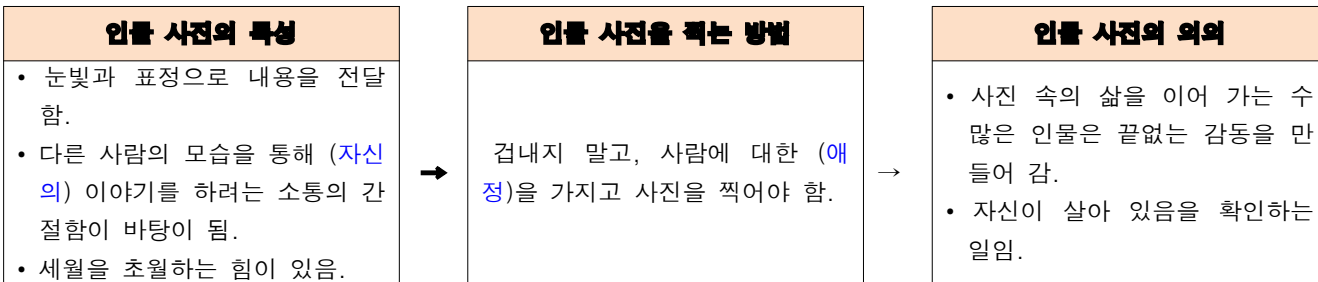 인물 사진의 특성
• 눈빛과 표정으로 내용을 전달
함.
• 다른 사람의 모습을 통해 (자신
의) 이야기를 하려는 소통의 간
절함이 바탕이 됨.
• 세월을 초월하는 힘이 있음.
➞
인물 사진을 찍는 방법
겁내지 말고, 사람에 대한 (애
정)을 가지고 사진을 찍어야 함.
→
인물 사진의 의의
• 사진 속의 삶을 이어 가는 수
많은 인물은 끝없는 감동을 만
들어 감.
• 자신이 살아 있음을 확인하는
일임.